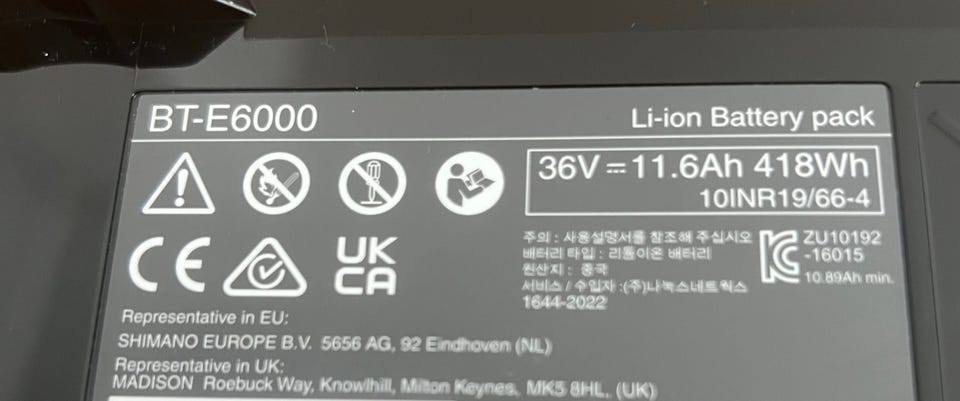 BT-E6000
Li-ion Battery pack
36V ⎓ 11.6Ah 418Wh
10INR19/66-4
CE
UK
CA
주의 : 사용설명서를 참조해 주십시오
배터리 타입 : 리튬이온 배터리
원산지 : 중국
서비스 / 수입자 :(주)나눅스네트웍스
1644-2022
ZU10192
-16015
10.89Ah min.
Representative in EU:
SHIMANO EUROPE B.V. 5656 AG, 92 Eindhoven (NL)
Representative in UK:
MADISON Roebuck Way, Knowlhill, Milton Keynes, MK5 8HL. (UK)